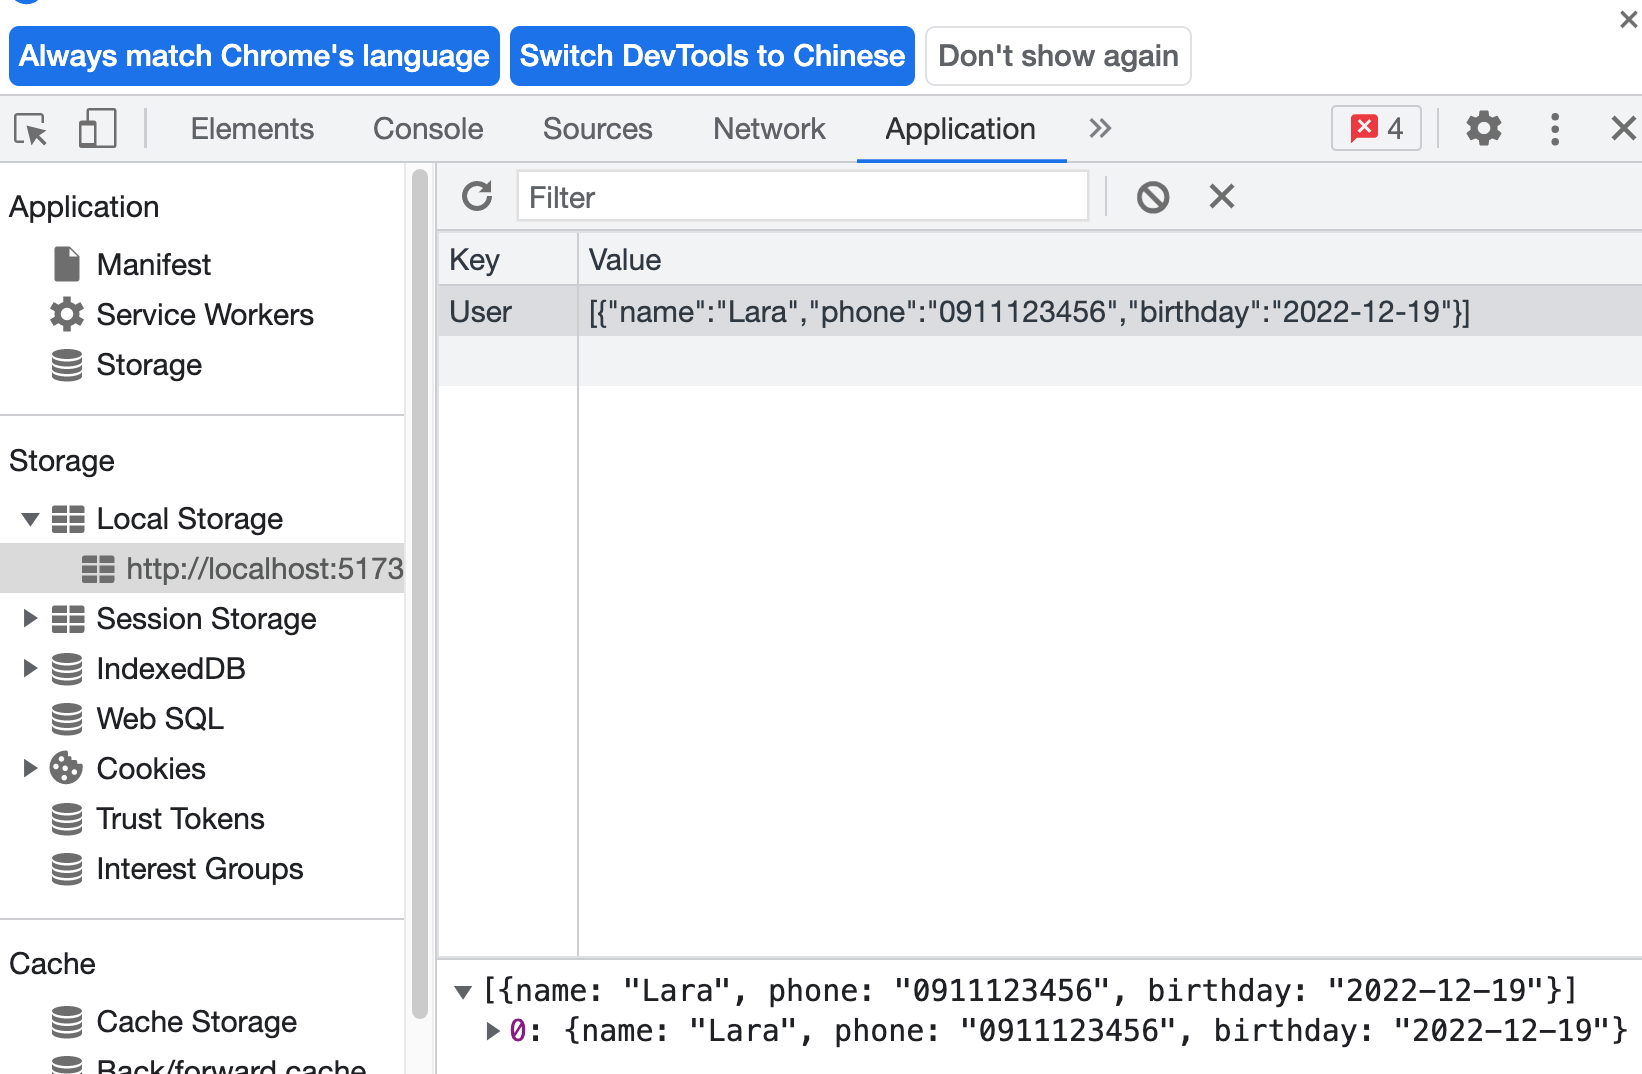 Always match Chrome's language Switch DevTools to Chinese Don't show again
Elements Console Sources Network Application 4
Application
Manifest
Service Workers
Storage
Storage
Local Storage
http://localhost:5173
Session Storage
IndexedDB
Web SQL
Cookies
Trust Tokens
Interest Groups
Cache
Cache Storage
Back/forward cache
Filter
Key Value
User [{"name":"Lara","phone":"0911123456","birthday":"2022-12-19"}]
[{name: "Lara", phone: "0911123456", birthday: "2022-12-19"}]
0: {name: "Lara", phone: "0911123456", birthday: "2022-12-19"}